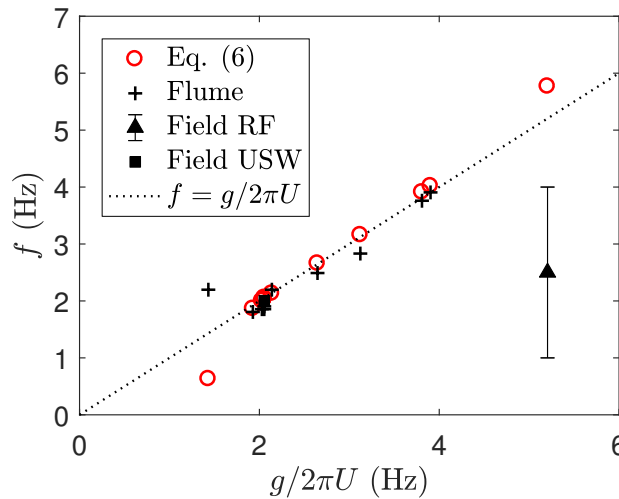 7
6
5
4
3
2
1
0
f (Hz)
Eq. (6)
Flume
Field RF
Field USW
f = g/2πU
0
2
4
6
g/2πU (Hz)